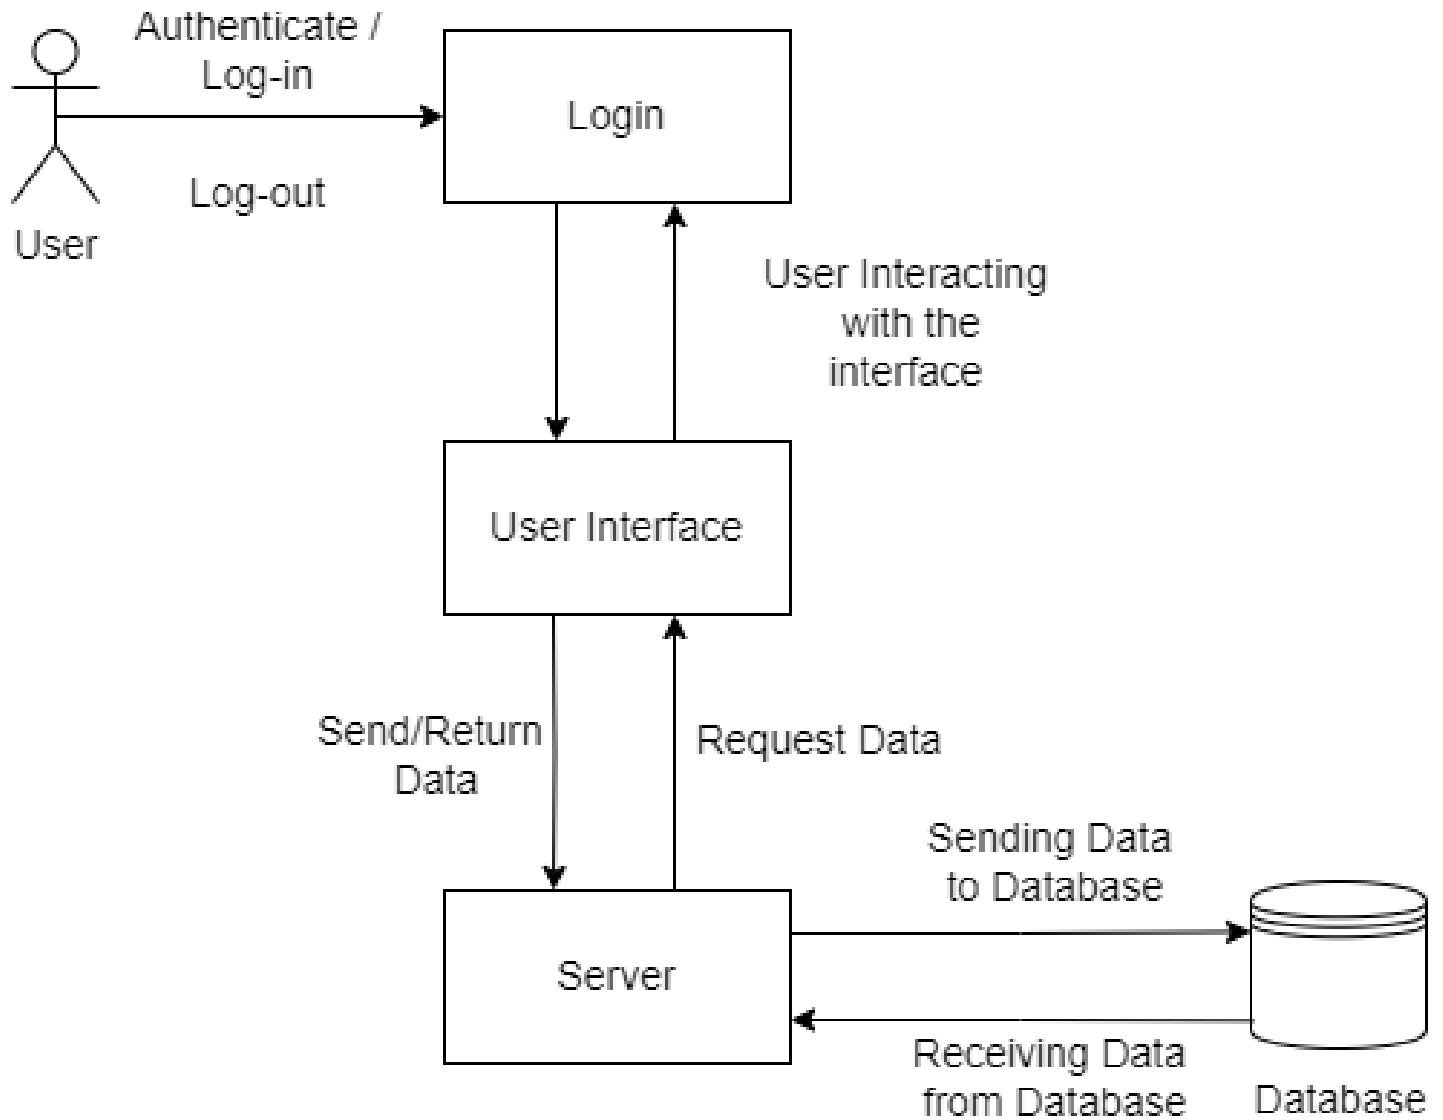 Authenticate /
Log-in
Login
Log-out
User
User Interacting
with the
interface
User Interface
Send/Return
Data
Request Data
Sending Data
to Database
Server
Receiving Data
from Database
Database